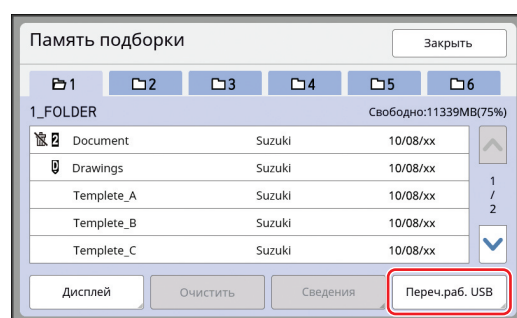 Память подборки Закрыть
1 2 3 4 5 6
1_FOLDER Свободно:11339MB(75%)
2 Document Suzuki 10/08/xx
Drawings Suzuki 10/08/xx
Templete_A Suzuki 10/08/xx
Templete_B Suzuki 10/08/xx
Templete_C Suzuki 10/08/xx
1
/
2
Дисплей Очистить Сведения Переч.раб. USB